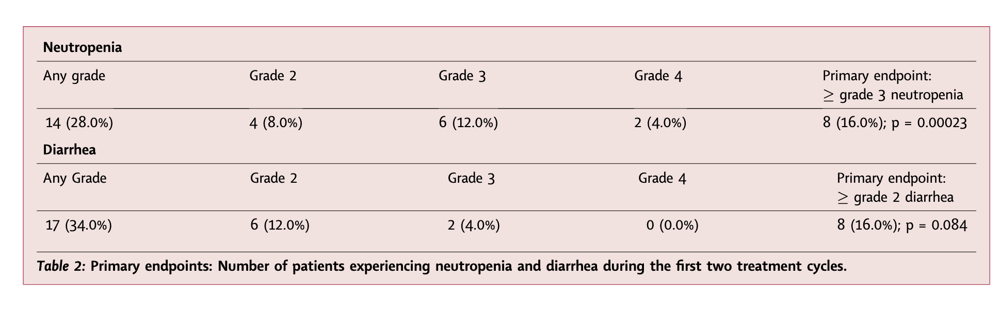 Neutropenia
Any grade Grade 2 Grade 3 Grade 4 Primary endpoint:
≥ grade 3 neutropenia
14 (28.0%) 4 (8.0%) 6 (12.0%) 2 (4.0%) 8 (16.0%); p = 0.00023
Diarrhea
Any Grade Grade 2 Grade 3 Grade 4 Primary endpoint:
≥ grade 2 diarrhea
17 (34.0%) 6 (12.0%) 2 (4.0%) 0 (0.0%) 8 (16.0%); p = 0.084
Table 2: Primary endpoints: Number of patients experiencing neutropenia and diarrhea during the first two treatment cycles.